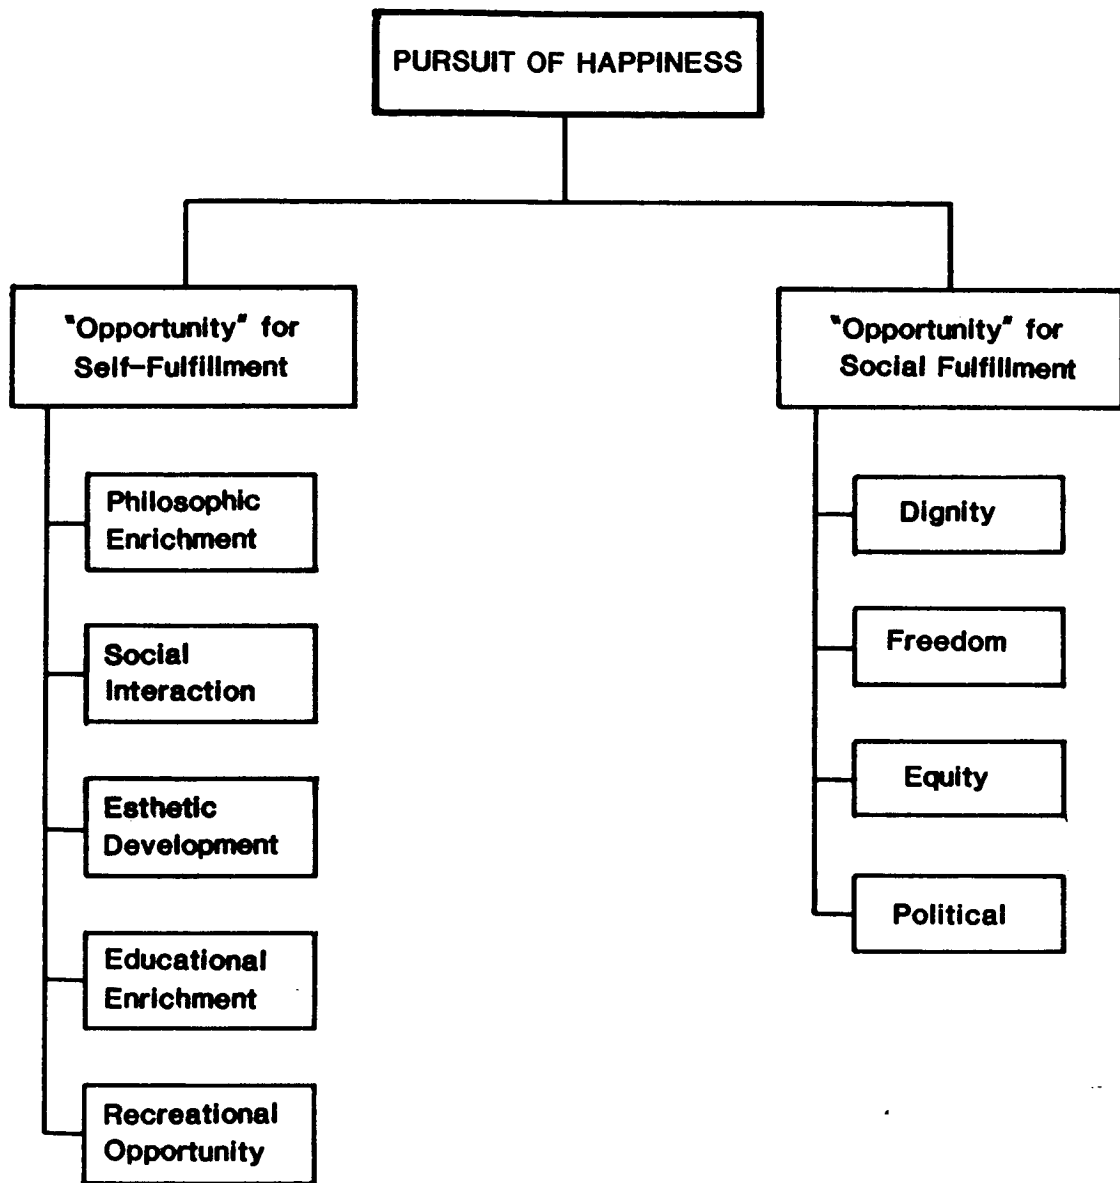 PURSUIT OF HAPPINESS
"Opportunity" for
Self-Fulfillment
Philosophic
Enrichment
Social
Interaction
Esthetic
Development
Educational
Enrichment
Recreational
Opportunity
"Opportunity" for
Social Fulfillment
Dignity
Freedom
Equity
Political